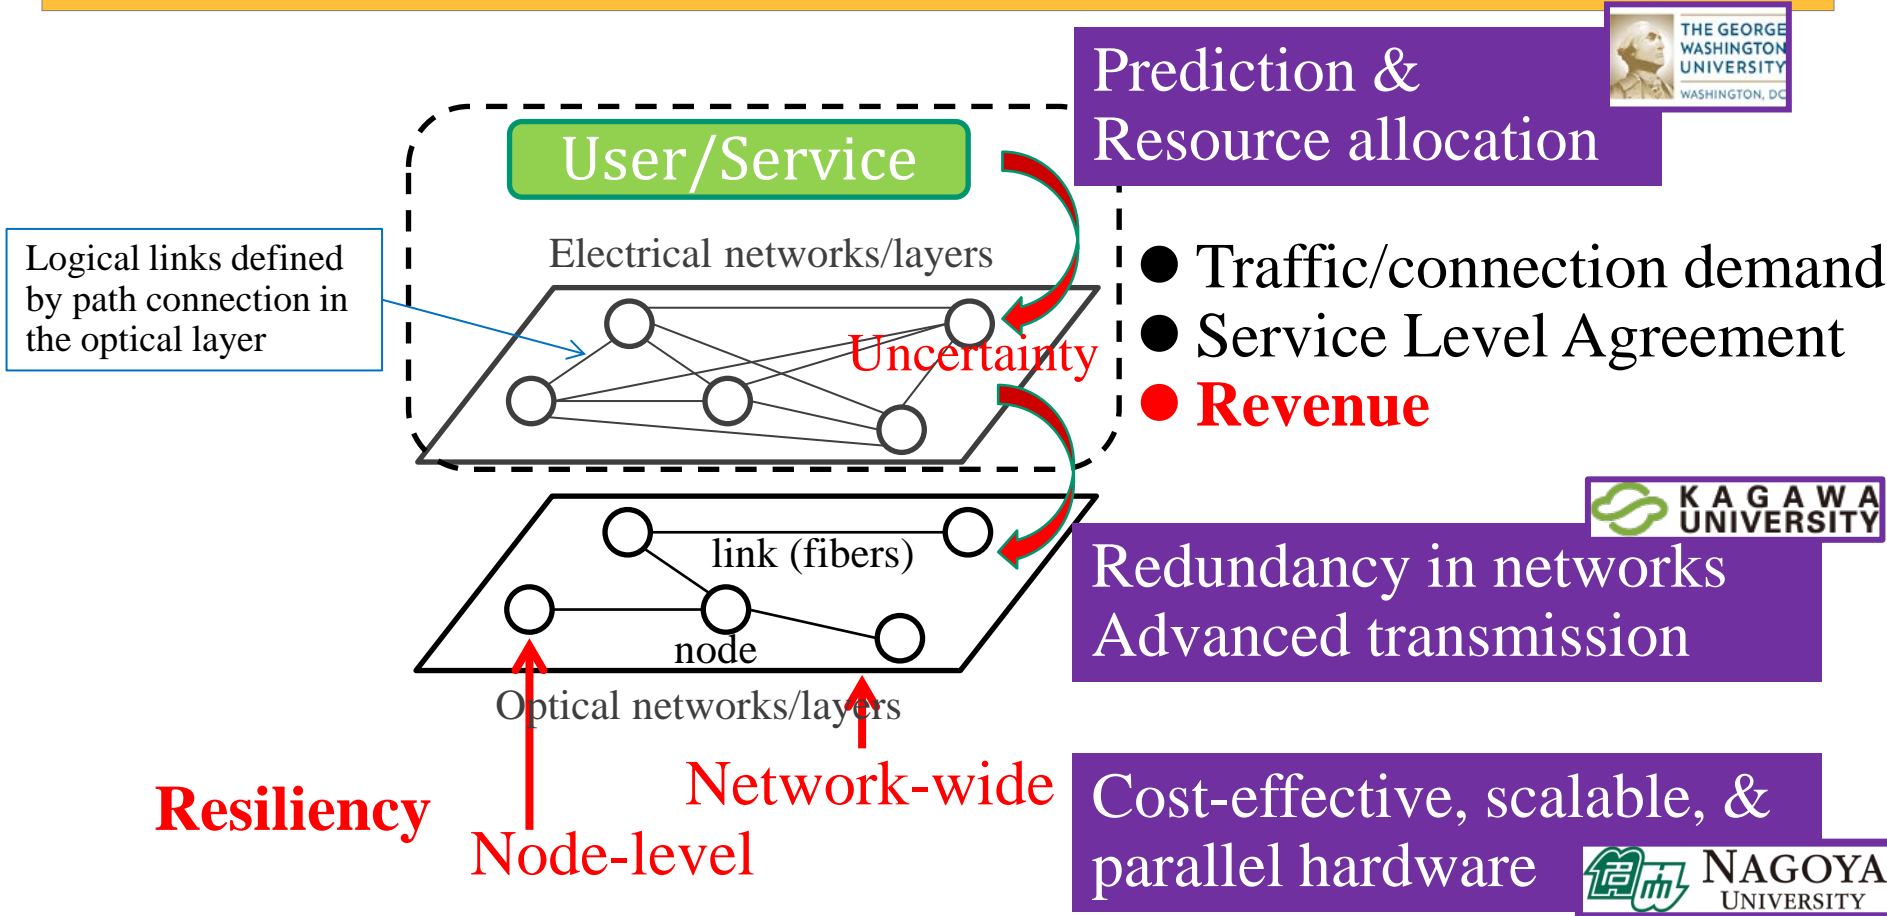 THE GEORGE
WASHINGTON
UNIVERSITY
WASHINGTON, DC
Prediction &
Resource allocation
User/Service
Electrical networks/layers
Logical links defined
by path connection in
the optical layer
Uncertainty
● Traffic/connection demand
● Service Level Agreement
● Revenue
KAGAWA
UNIVERSITY
link (fibers)
node
Redundancy in networks
Advanced transmission
Optical networks/layers
Network-wide
Resiliency
Node-level
Cost-effective, scalable, &
parallel hardware
NAGOYA
UNIVERSITY